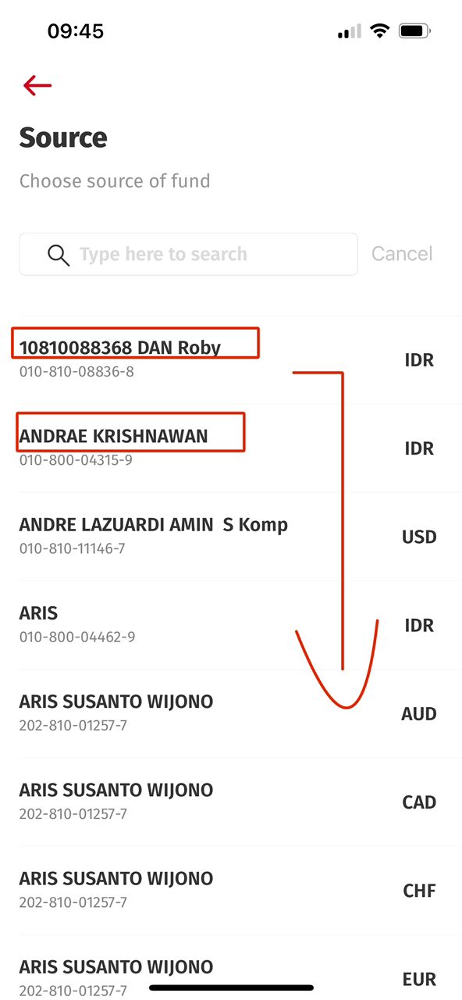 09:45
Source
Choose source of fund
Type here to search
Cancel
10810088368 DAN Roby
010-810-08836-8
IDR
ANDRAE KRISHNAWAN
010-800-04315-9
IDR
ANDRE LAZUARDI AMIN  S Komp
010-810-11146-7
USD
ARIS
010-800-04462-9
IDR
ARIS SUSANTO WIJONO
202-810-01257-7
AUD
ARIS SUSANTO WIJONO
202-810-01257-7
CAD
ARIS SUSANTO WIJONO
202-810-01257-7
CHF
ARIS SUSANTO WIJONO
202-810-01257-7
EUR